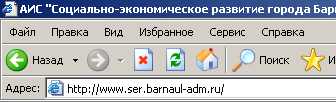 АИС "Социально-экономическое развитие города
Файл Правка Вид Избранное Сервис Справка
Назад Поиск
Адрес: http://www.ser.barnaul-adm.ru/